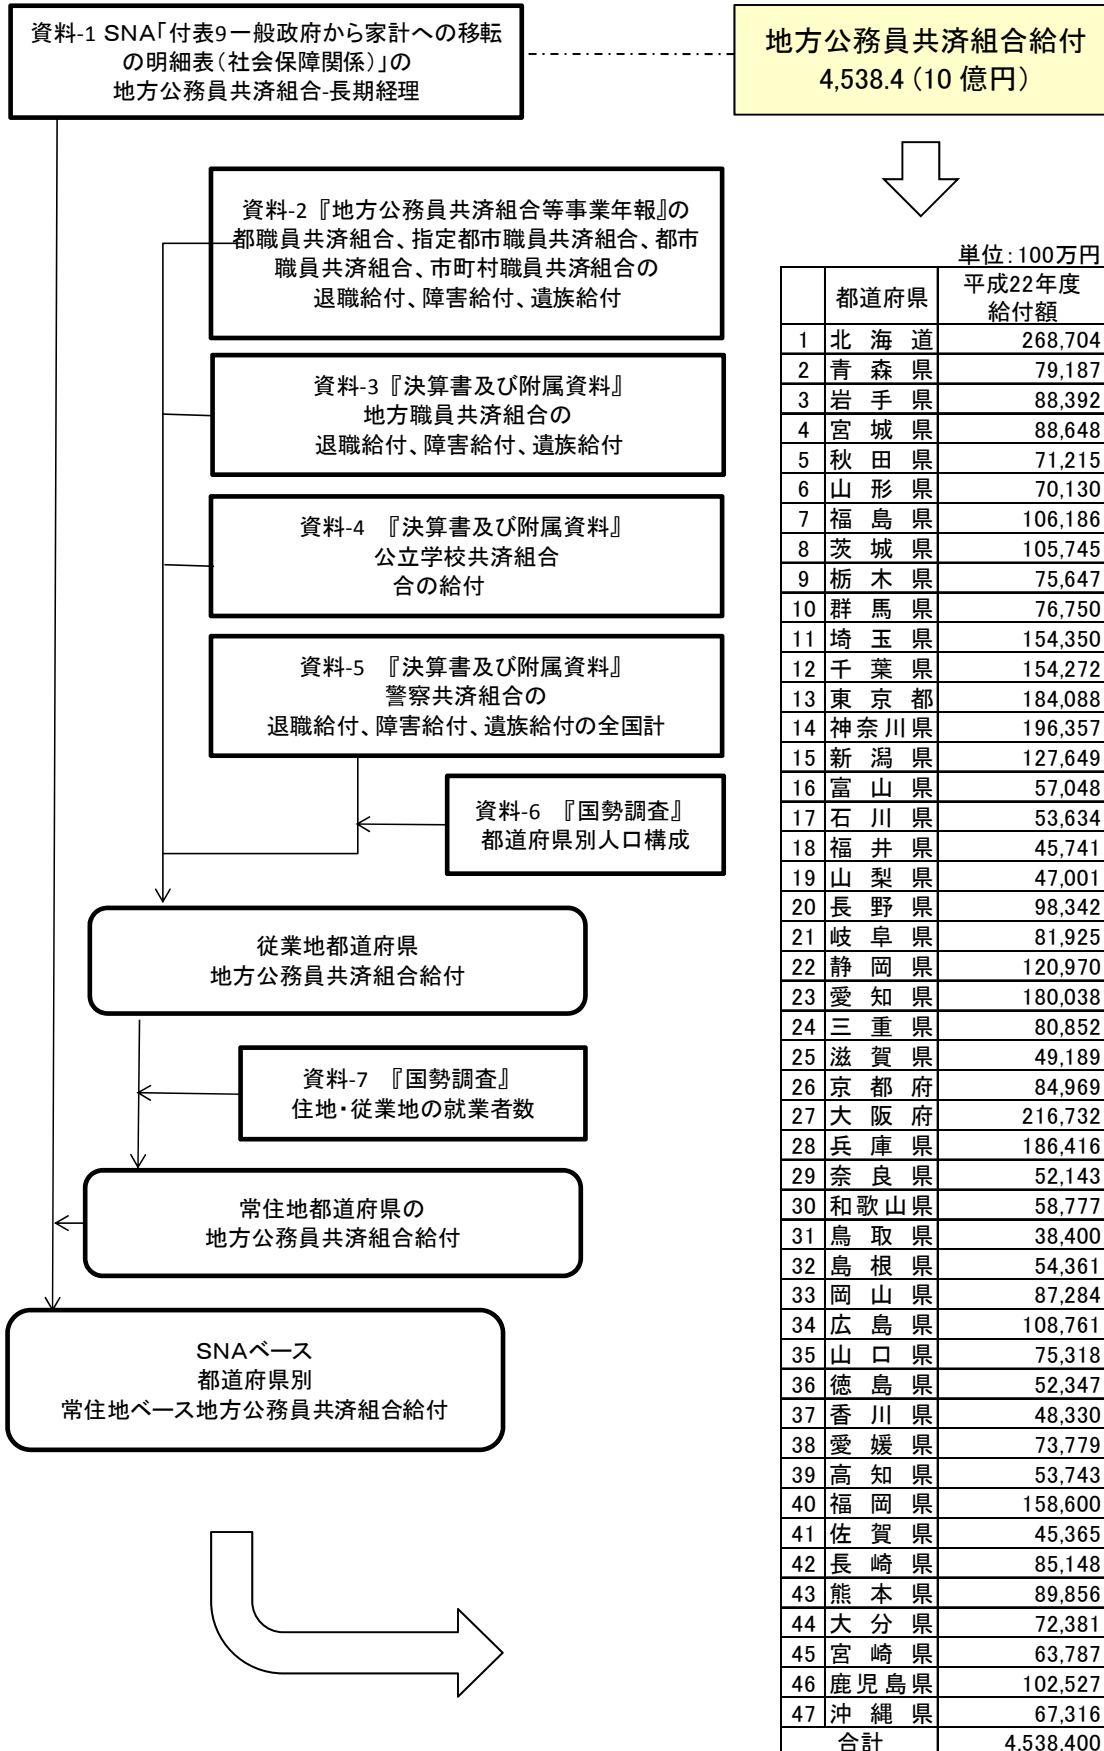 資料-1 SNA「付表9一般政府から家計への移転
の明細表(社会保障関係)」の
地方公務員共済組合-長期経理
地方公務員共済組合給付
4,538.4(10 億円)
資料-2『地方公務員共済組合等事業年報』の
都職員共済組合、指定都市職員共済組合、都市
職員共済組合、市町村職員共済組合の
退職給付、障害給付、遺族給付
資料-3『決算書及び附属資料』
地方職員共済組合の
退職給付、障害給付、遺族給付
資料-4 『決算書及び附属資料』
公立学校共済組合
合の給付
資料-5 『決算書及び附属資料』
警察共済組合の
退職給付、障害給付、遺族給付の全国計
資料-6 『国勢調査』
都道府県別人口構成
従業地都道府県
地方公務員共済組合給付
資料-7 『国勢調査』
住地・従業地の就業者数
常住地都道府県の
地方公務員共済組合給付
SNAベース
都道府県別
常住地ベース地方公務員共済組合給付
単位:100万円
都道府県 平成22年度
給付額
1 北海道 268,704
2 青森県 79,187
3 岩手県 88,392
4 宮城県 88,648
5 秋田県 71,215
6 山形県 70,130
7 福島県 106,186
8 茨城県 105,745
9 栃木県 75,647
10 群馬県 76,750
11 埼玉県 154,350
12 千葉県 154,272
13 東京都 184,088
14 神奈川県 196,357
15 新潟県 127,649
16 富山県 57,048
17 石川県 53,634
18 福井県 45,741
19 山梨県 47,001
20 長野県 98,342
21 岐阜県 81,925
22 静岡県 120,970
23 愛知県 180,038
24 三重県 80,852
25 滋賀県 49,189
26 京都府 84,969
27 大阪府 216,732
28 兵庫県 186,416
29 奈良県 52,143
30 和歌山県 58,777
31 鳥取県 38,400
32 島根県 54,361
33 岡山県 87,284
34 広島県 108,761
35 山口県 75,318
36 徳島県 52,347
37 香川県 48,330
38 愛媛県 73,779
39 高知県 53,743
40 福岡県 158,600
41 佐賀県 45,365
42 長崎県 85,148
43 熊本県 89,856
44 大分県 72,381
45 宮崎県 63,787
46 鹿児島県 102,527
47 沖縄県 67,316
合計 4,538,400